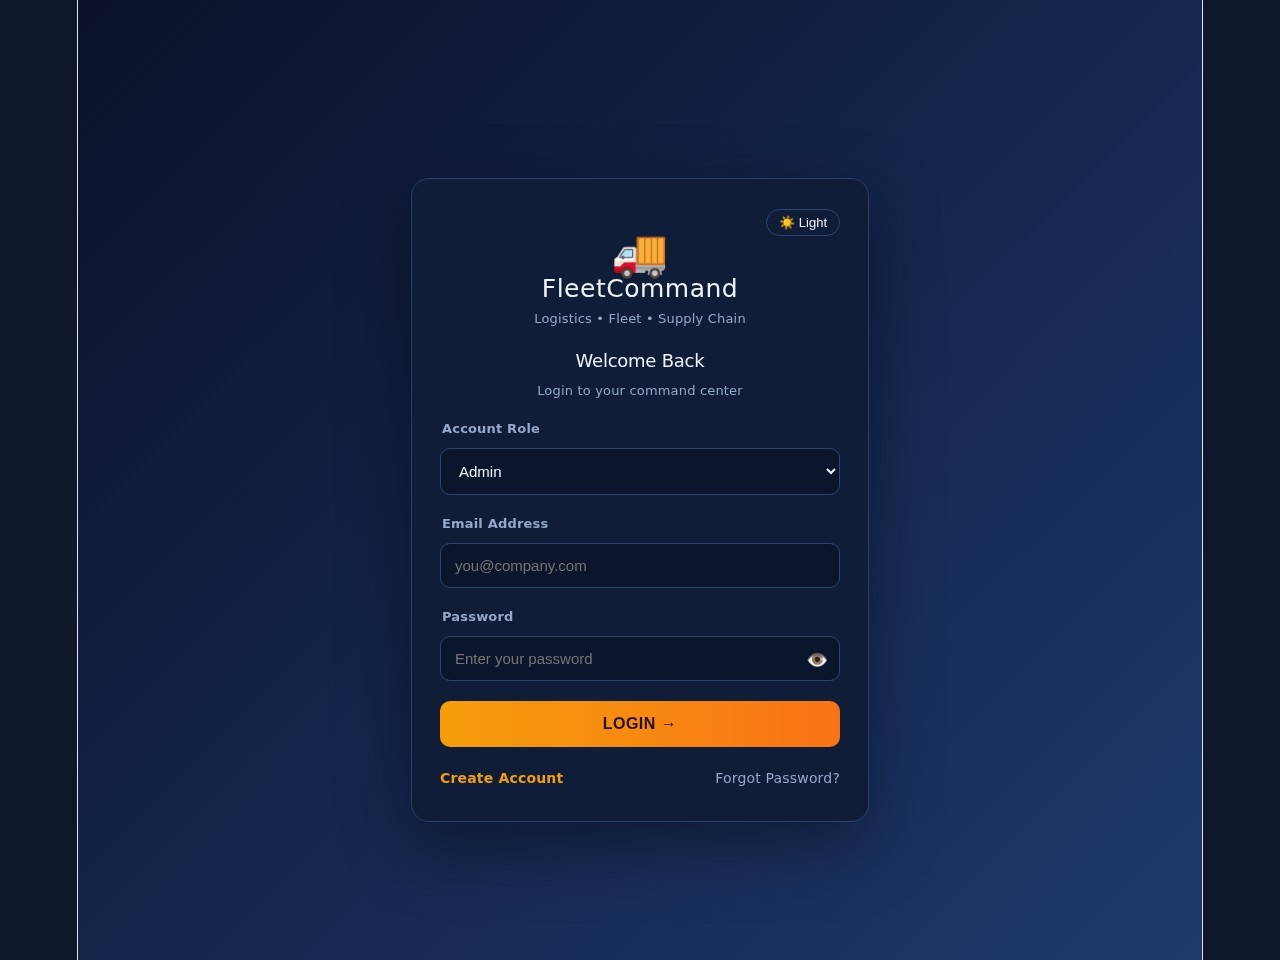 ☀️ Light
FleetCommand
Logistics • Fleet • Supply Chain
Welcome Back
Login to your command center
Account Role
Admin
Email Address
you@company.com
Password
Enter your password
LOGIN →
Create Account
Forgot Password?